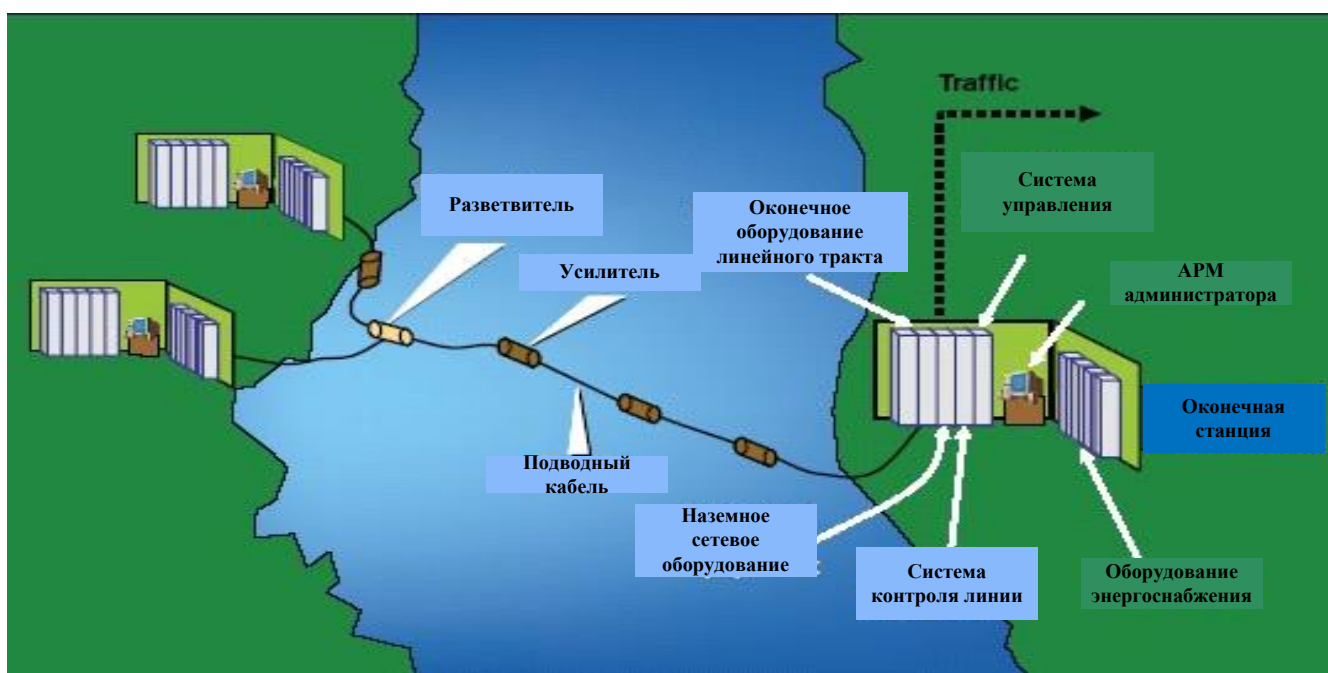 Traffic
Система
управления
Разветвитель
Оконечное
оборудование
линейного тракта
Усилитель
АРМ
администратора
Оконечная
станция
Подводный
кабель
Наземное
сетевое
оборудование
Система
контроля линии
Оборудование
энергоснабжения